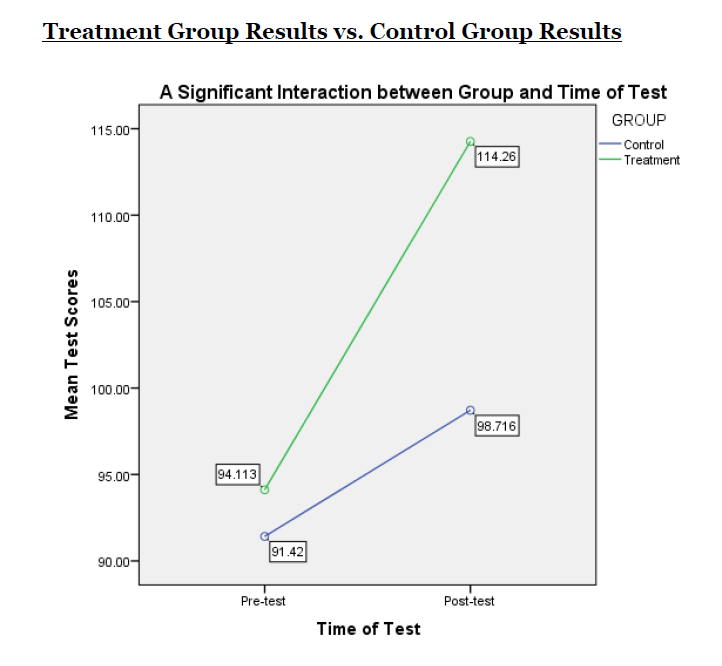 Treatment Group Results vs. Control Group Results
A Significant Interaction between Group and Time of Test
GROUP
Control
Treatment
115.00
110.00
105.00
100.00
95.00
90.00
Mean Test Scores
114.26
98.716
94.113
91.42
Pre-test
Post-test
Time of Test